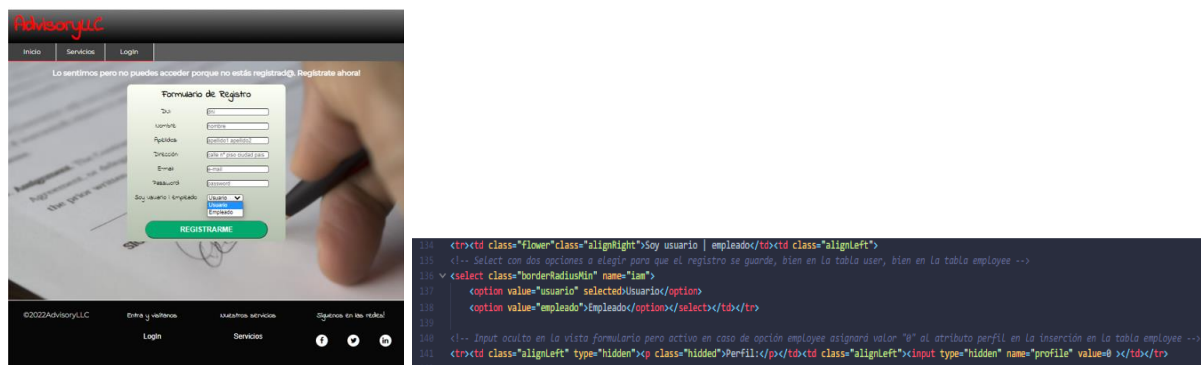 AdvisoryLLC
Inicio Servicios LogIn
Lo sentimos pero no puedes acceder porque no estás registrad@. Regístrate ahora!
Formulario de Registro
DNI
Nombre nombre
Apellidos apellido1 apellido2
Dirección calle nº piso ciudad pais
E-mail e-mail
Password password
Soy usuario | empleado Usuario
Usuario
Empleado
REGISTRARME
©2022AdvisoryLLC Entra y visítanos Nuestros servicios Síguenos en las redes!
LogIn Servicios
134 <tr><td class="flower"class="alignRight">Soy usuario | empleado</td><td class="alignLeft">
135 <!-- Select con dos opciones a elegir para que el registro se guarde, bien en la tabla user, bien en la tabla employee -->
136 <select class="borderRadiusMin" name="iam">
137 <option value="usuario" selected>Usuario</option>
138 <option value="empleado">Empleado</option></select></td></tr>
139
140 <!-- Input oculto en la vista formulario pero activo en caso de opción employee asignará valor "0" al atributo perfil en la inserción en la tabla employee -->
141 <tr><td class="alignLeft" type="hidden"><p class="hidded">Perfil:</p></td><td class="alignLeft"><input type="hidden" name="profile" value=0 ></td></tr>